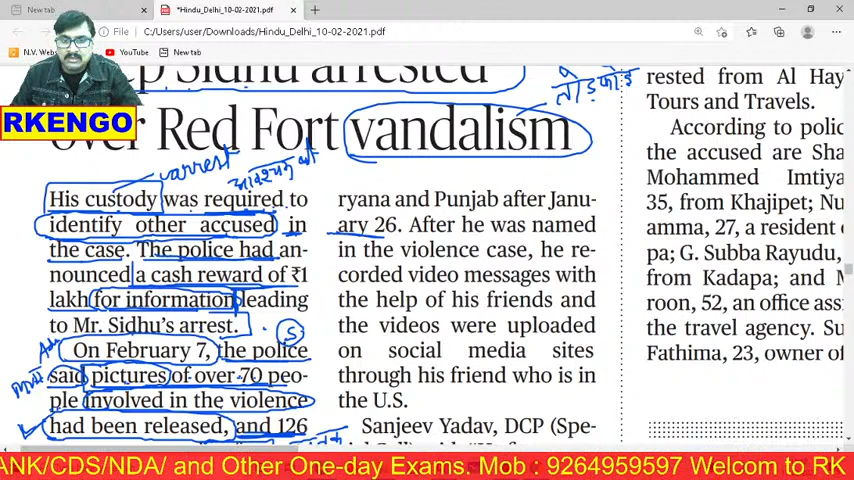 New tab
*Hindu_Delhi_10-02-2021.pdf
File
C:/Users/user/Downloads/Hindu_Delhi_10-02-2021.pdf
N.V. Webs
YouTube
New tab
RKENGO
Sidhu arrested
over Red Fort vandalism
तोड़ फोड़
arrest
आवश्यक
His custody was required to
identify other accused in
the case. The police had an-
nounced a cash reward of ₹1
lakh for information leading
to Mr. Sidhu's arrest.
S
On February 7, the police
said pictures of over 70 peo-
ple involved in the violence
had been released, and 126
ryana and Punjab after Janu-
ary 26. After he was named
in the violence case, he re-
corded video messages with
the help of his friends and
the videos were uploaded
on social media sites
through his friend who is in
the U.S.
Sanjeev Yadav, DCP (Spe-
rested from Al Hay
Tours and Travels.
According to polic
the accused are Sha
Mohammed Imtiya
35, from Khajipet; Nu
amma, 27, a resident
pa; G. Subba Rayudu,
from Kadapa; and M
roon, 52, an office ass
the travel agency. Su
Fathima, 23, owner of
ANK/CDS/NDA/ and Other One-day Exams. Mob : 9264959597 Welcom to RK